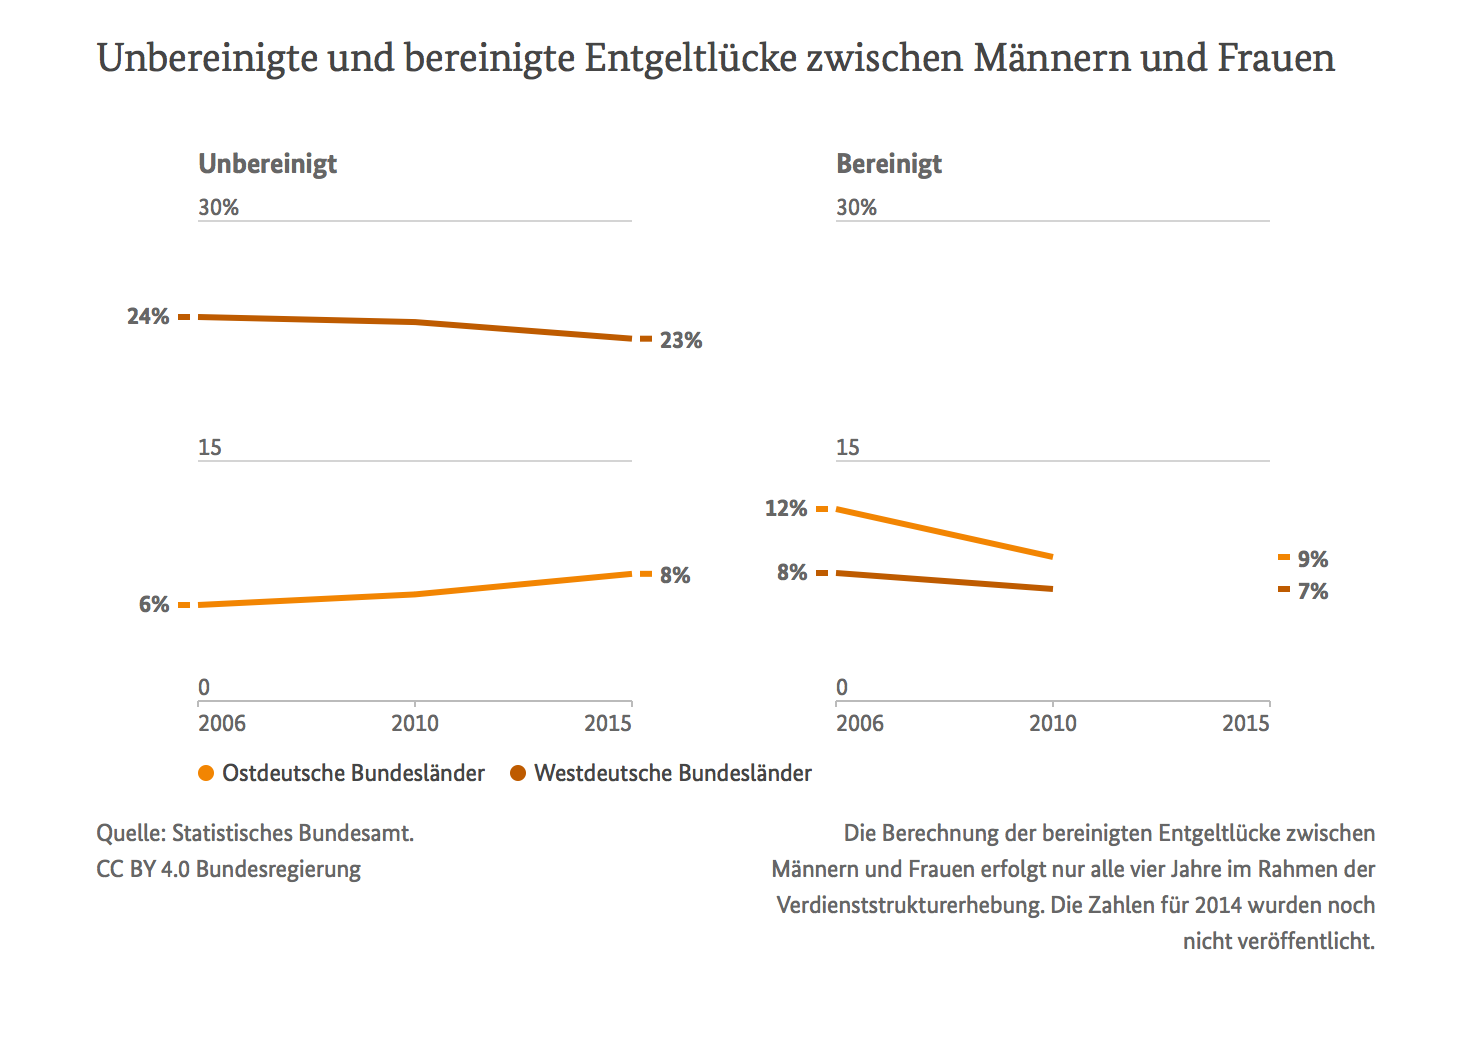 Unbereinigte und bereinigte Entgeltlücke zwischen Männern und Frauen
Unbereinigt
30%
24%
23%
15
8%
6%
0
2006 2010 2015
Bereinigt
30%
15
12%
9%
8%
7%
0
2006 2010 2015
Ostdeutsche Bundesländer Westdeutsche Bundesländer
Quelle: Statistisches Bundesamt.
CC BY 4.0 Bundesregierung
Die Berechnung der bereinigten Entgeltlücke zwischen
Männern und Frauen erfolgt nur alle vier Jahre im Rahmen der
Verdienststrukturerhebung. Die Zahlen für 2014 wurden noch
nicht veröffentlicht.